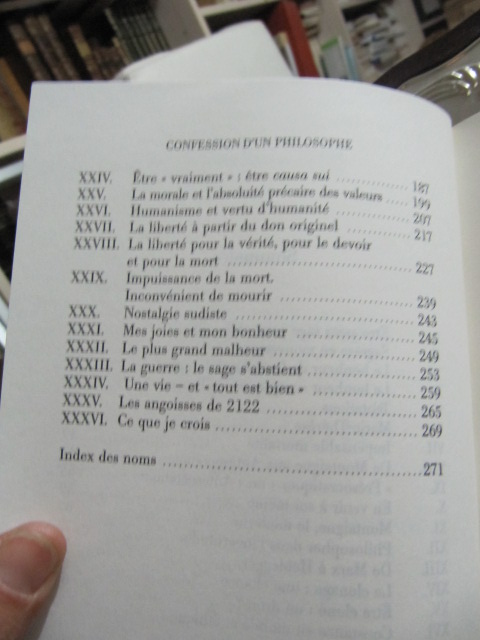 CONFESSION D'UN PHILOSOPHE
XXIV. Être « vraiment » : être causa sui .................. 187
XXV. La morale et l'absoluité précaire des valeurs ........ 199
XXVI. Humanisme et vertu d'humanité .................. 207
XXVII. La liberté à partir du don originel ................ 217
XXVIII. La liberté pour la vérité, pour le devoir
et pour la mort .................................. 227
XXIX. Impuissance de la mort.
Inconvénient de mourir .......................... 239
XXX. Nostalgie sudiste ................................ 243
XXXI. Mes joies et mon bonheur ........................ 245
XXXII. Le plus grand malheur ............................ 249
XXXIII. La guerre : le sage s'abstient .................... 253
XXXIV. Une vie – et « tout est bien » .................... 259
XXXV. Les angoisses de 2122 ............................ 265
XXXVI. Ce que je crois .................................. 269
Index des noms .......................................... 271